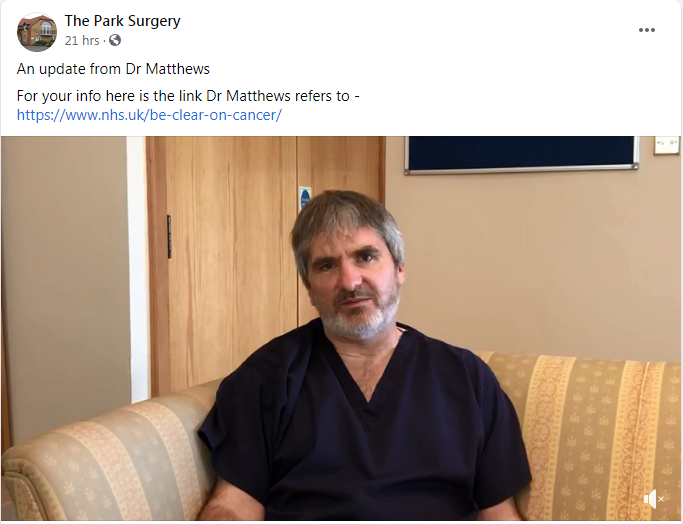 The Park Surgery
21 hrs ·
An update from Dr Matthews
For your info here is the link Dr Matthews refers to -
https://www.nhs.uk/be-clear-on-cancer/